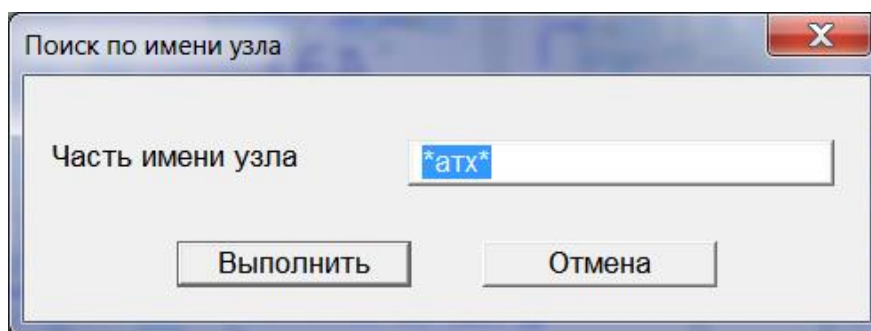 Поиск по имени узла
Часть имени узла *атх*
Выполнить Отмена